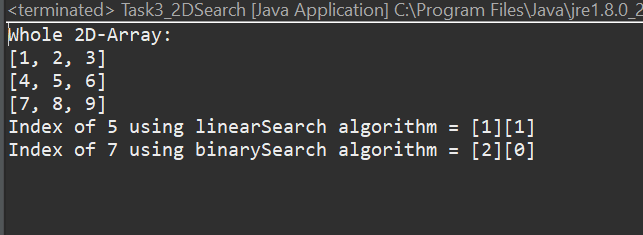 <terminated> Task3_2DSearch [Java Application] C:\Program Files\Java\jre1.8.0_2
Whole 2D-Array:
[1, 2, 3]
[4, 5, 6]
[7, 8, 9]
Index of 5 using linearSearch algorithm = [1][1]
Index of 7 using binarySearch algorithm = [2][0]